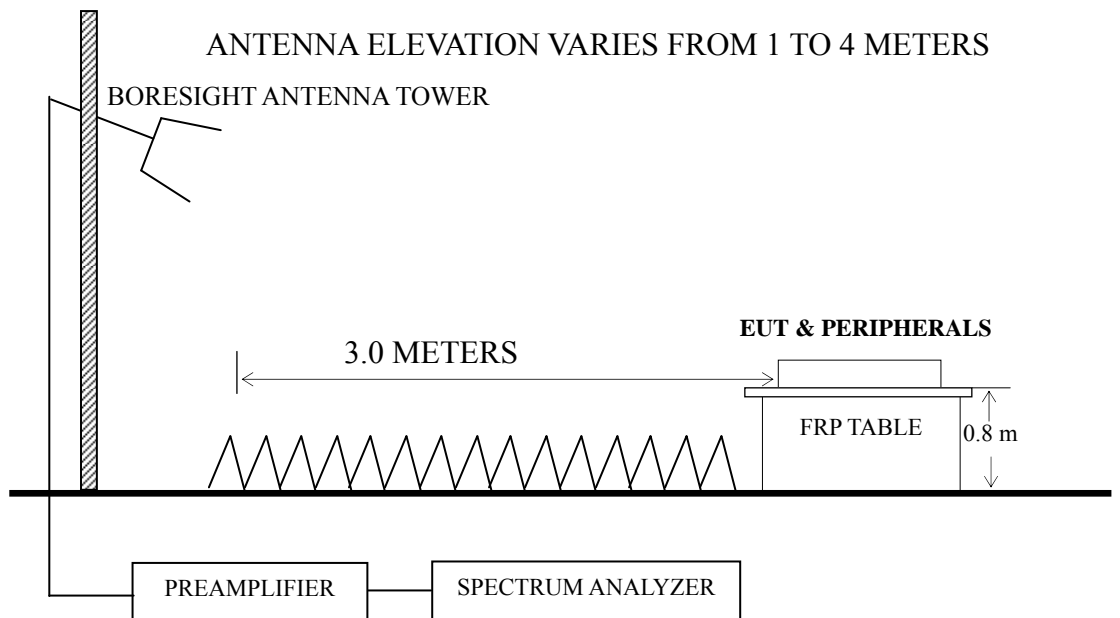 ANTENNA ELEVATION VARIES FROM 1 TO 4 METERS
BORESIGHT ANTENNA TOWER
EUT & PERIPHERALS
3.0 METERS
FRP TABLE
0.8 m
PREAMPLIFIER
SPECTRUM ANALYZER